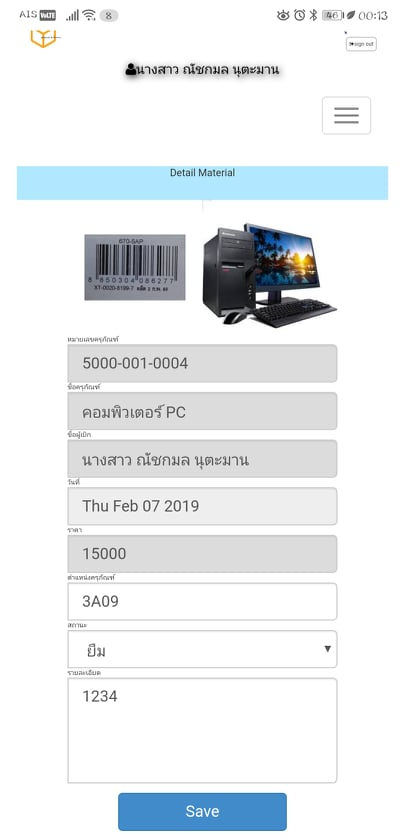 AIS VoLTE 8 46 00:13
sign out
นางสาว ณัชกมล นุตะมาน
Detail Material
670-SAP
8 850304 086277
หมายเลขครุภัณฑ์
5000-001-0004
ชื่อครุภัณฑ์
คอมพิวเตอร์ PC
ชื่อผู้เบิก
นางสาว ณัชกมล นุตะมาน
วันที่
Thu Feb 07 2019
ราคา
15000
ตำแหน่งครุภัณฑ์
3A09
สถานะ
ยืม
รายละเอียด
1234
Save